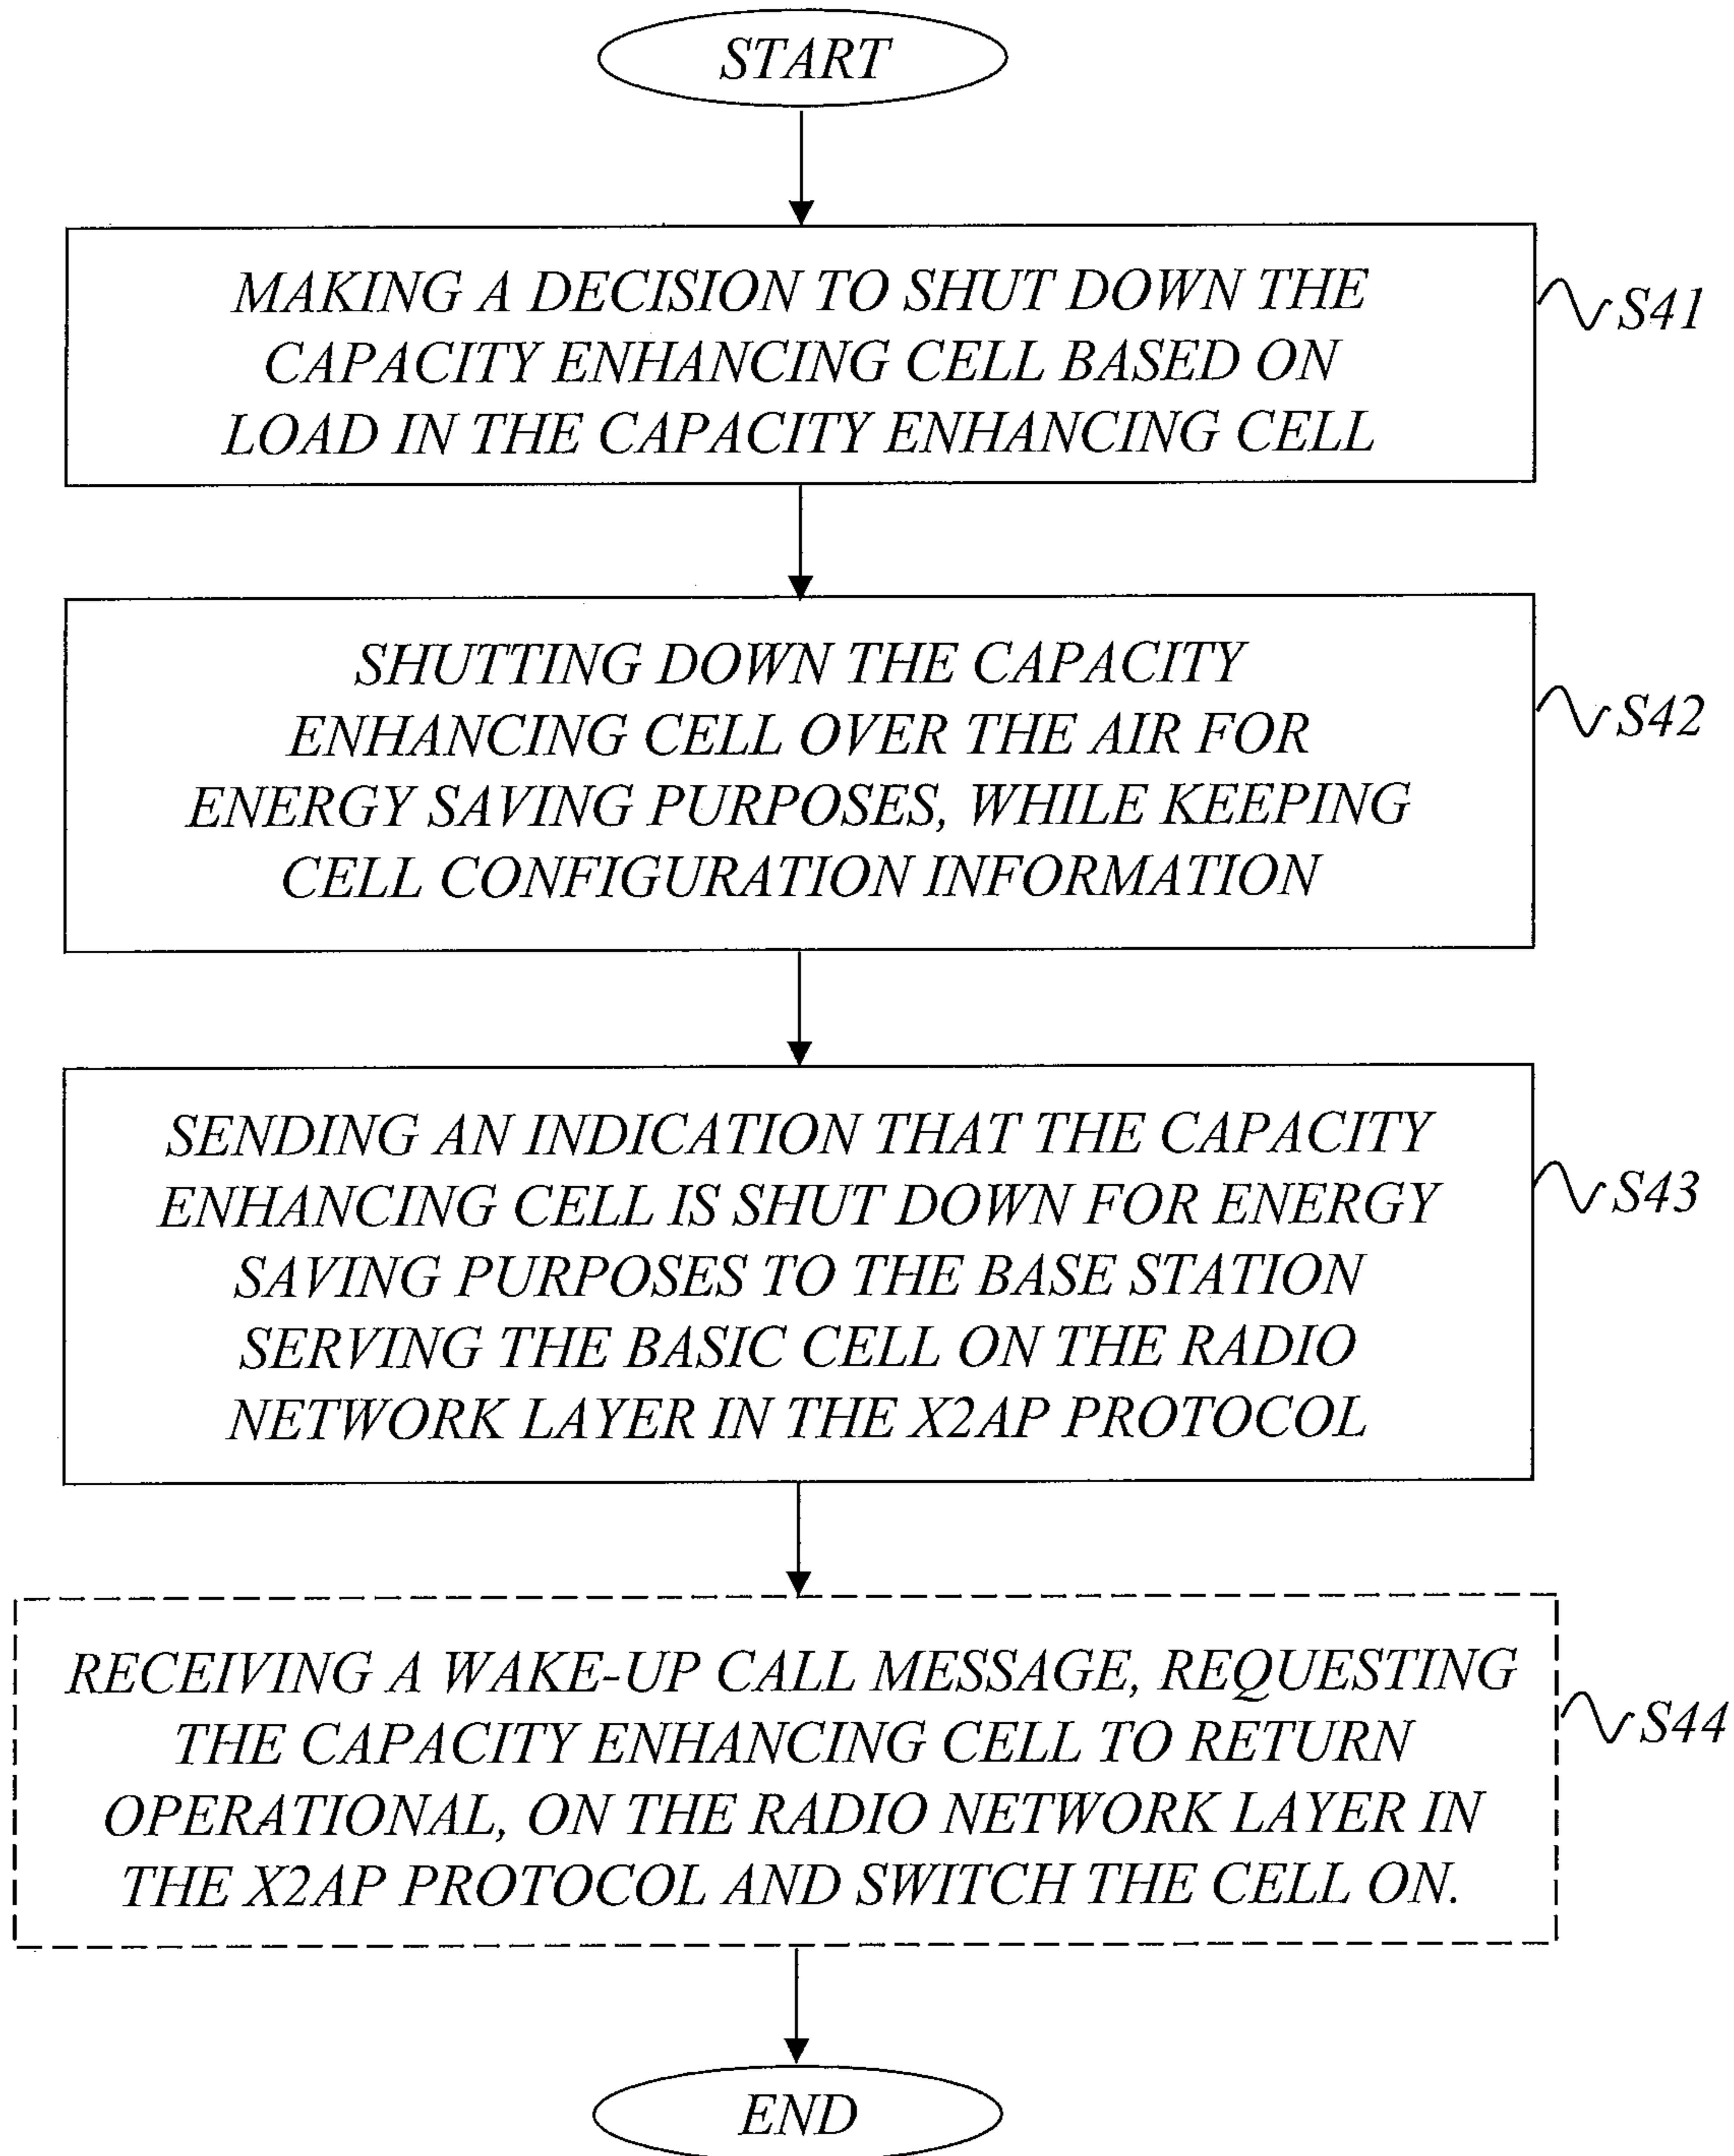 START
MAKING A DECISION TO SHUT DOWN THE
CAPACITY ENHANCING CELL BASED ON
LOAD IN THE CAPACITY ENHANCING CELL
S41
SHUTTING DOWN THE CAPACITY
ENHANCING CELL OVER THE AIR FOR
ENERGY SAVING PURPOSES, WHILE KEEPING
CELL CONFIGURATION INFORMATION
S42
SENDING AN INDICATION THAT THE CAPACITY
ENHANCING CELL IS SHUT DOWN FOR ENERGY
SAVING PURPOSES TO THE BASE STATION
SERVING THE BASIC CELL ON THE RADIO
NETWORK LAYER IN THE X2AP PROTOCOL
S43
RECEIVING A WAKE-UP CALL MESSAGE, REQUESTING
THE CAPACITY ENHANCING CELL TO RETURN
OPERATIONAL, ON THE RADIO NETWORK LAYER IN
THE X2AP PROTOCOL AND SWITCH THE CELL ON.
S44
END